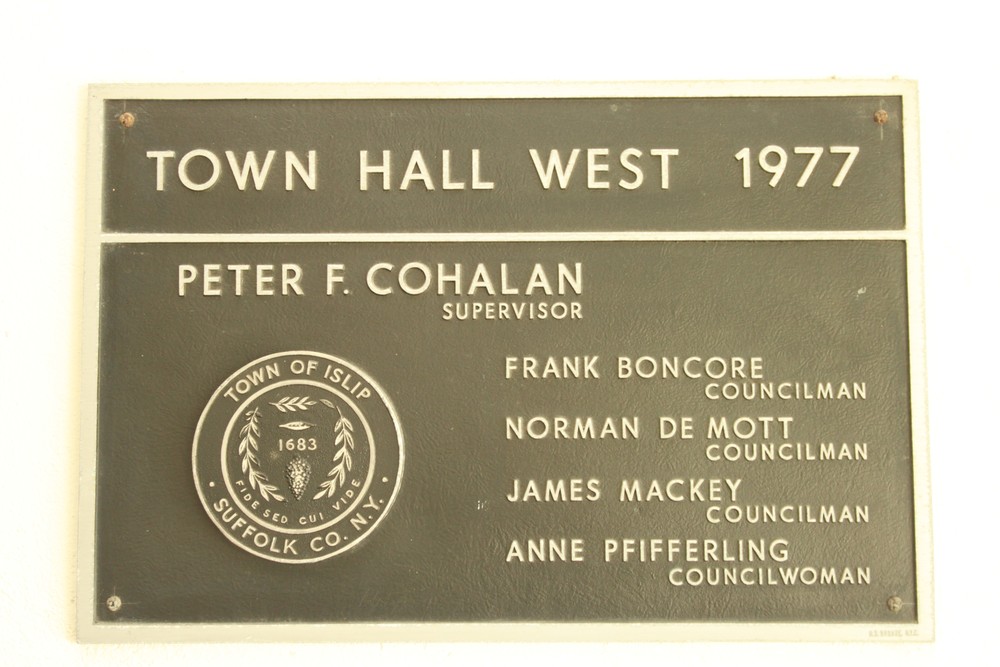 TOWN HALL WEST 1977
PETER F. COHALAN
SUPERVISOR
TOWN OF ISLIP
1683
FIDE SED CUI VIDE
• SUFFOLK CO. N.Y. •
FRANK BONCORE
COUNCILMAN
NORMAN DE MOTT
COUNCILMAN
JAMES MACKEY
COUNCILMAN
ANNE PFIFFERLING
COUNCILWOMAN